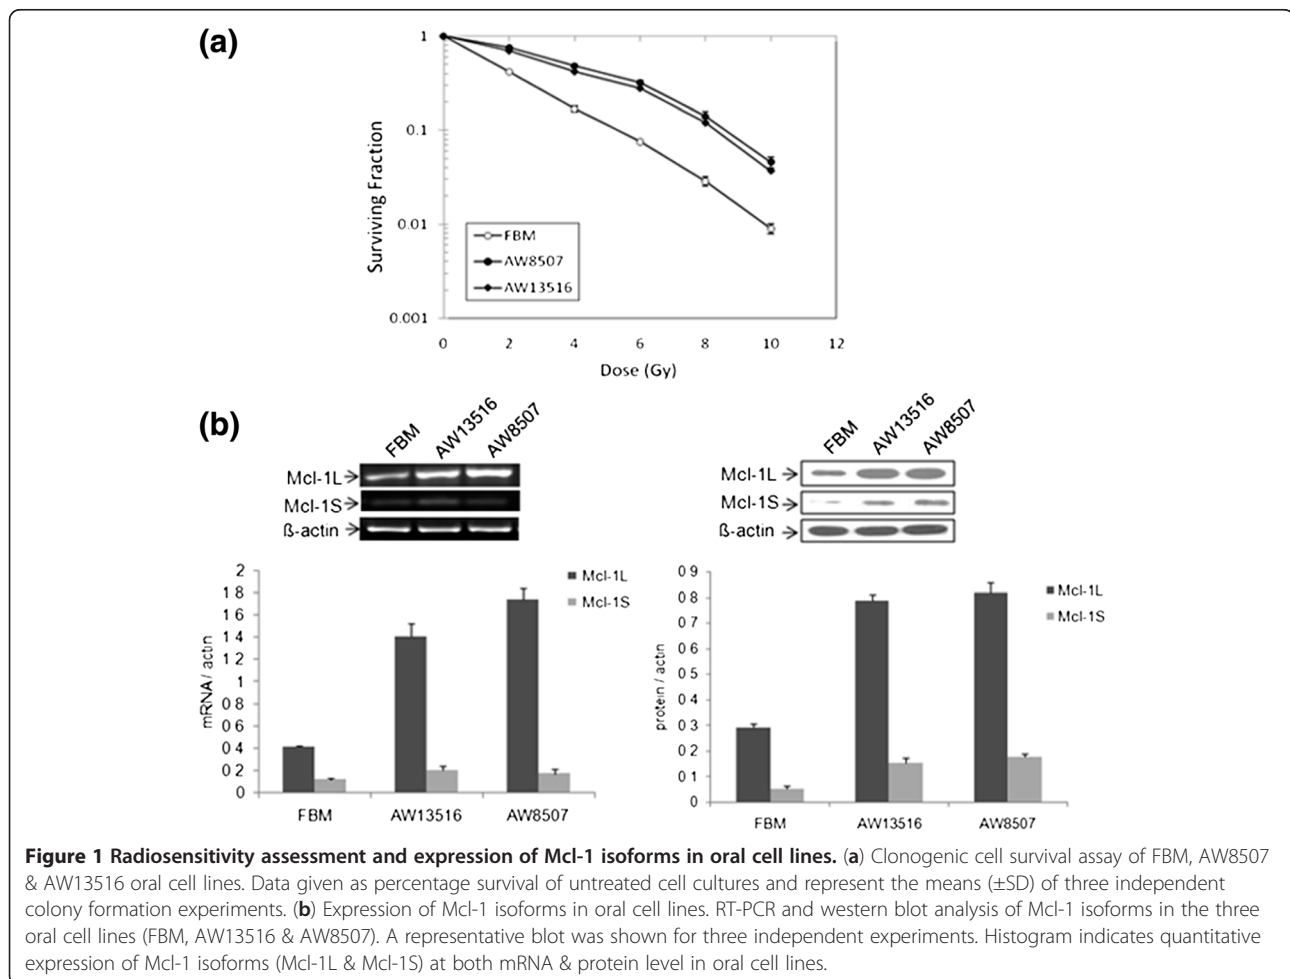 (a)
1
0.1
0.01
0.001
Surviving Fraction
FBM
AW8507
AW13516
0 2 4 6 8 10 12
Dose (Gy)
(b)
FBM AW13516 AW8507
Mcl-1L
Mcl-1S
ß-actin
2
1 8
1 6
1 4
1 2
1
0 8
0 6
0 4
0 2
0
mRNA / actin
Mcl-1L
Mcl-1S
FBM AW13516 AW8507
FBM AW13516 AW8507
Mcl-1L
Mcl-1S
ß-actin
0 9
0 8
0 7
0 6
0 5
0 4
0 3
0 2
0 1
0
protein / actin
Mcl-1L
Mcl-1S
FBM AW13516 AW8507
Figure 1 Radiosensitivity assessment and expression of Mcl-1 isoforms in oral cell lines. (a) Clonogenic cell survival assay of FBM, AW8507
& AW13516 oral cell lines. Data given as percentage survival of untreated cell cultures and represent the means (±SD) of three independent
colony formation experiments. (b) Expression of Mcl-1 isoforms in oral cell lines. RT-PCR and western blot analysis of Mcl-1 isoforms in the three
oral cell lines (FBM, AW13516 & AW8507). A representative blot was shown for three independent experiments. Histogram indicates quantitative
expression of Mcl-1 isoforms (Mcl-1L & Mcl-1S) at both mRNA & protein level in oral cell lines.